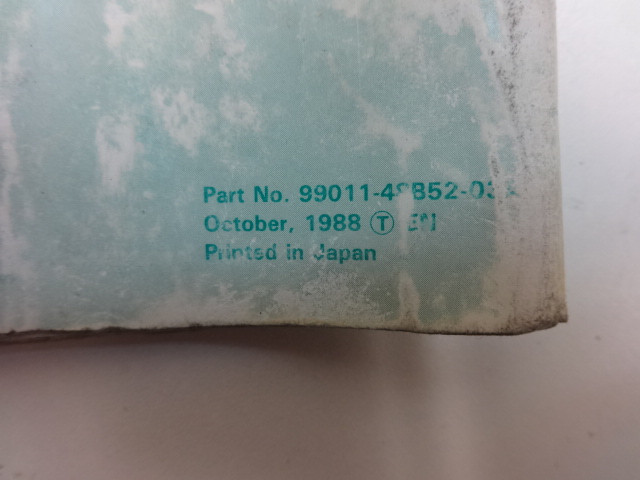 Part No.
October, 1988 Ⓣ
Printed in Japan